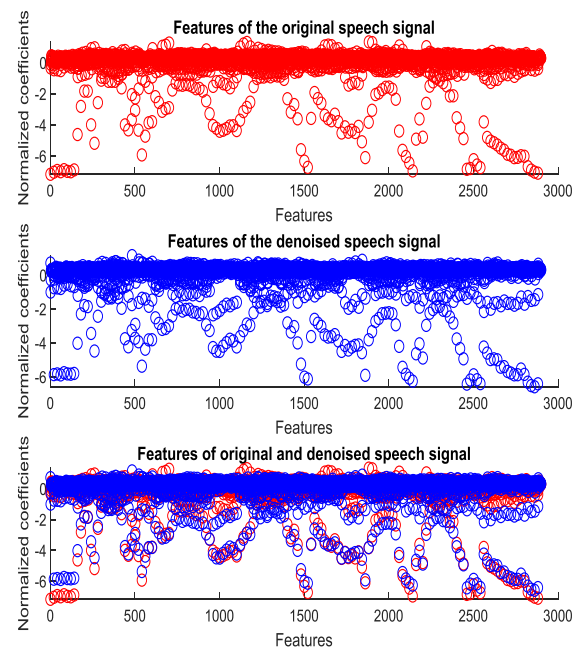 Features of the original speech signal
Normalized coefficients
0
-2
-4
-6
0 500 1000 1500 2000 2500 3000
Features
Features of the denoised speech signal
Normalized coefficients
0
-2
-4
-6
0 500 1000 1500 2000 2500 3000
Features
Features of original and denoised speech signal
Normalized coefficients
0
-2
-4
-6
0 500 1000 1500 2000 2500 3000
Features